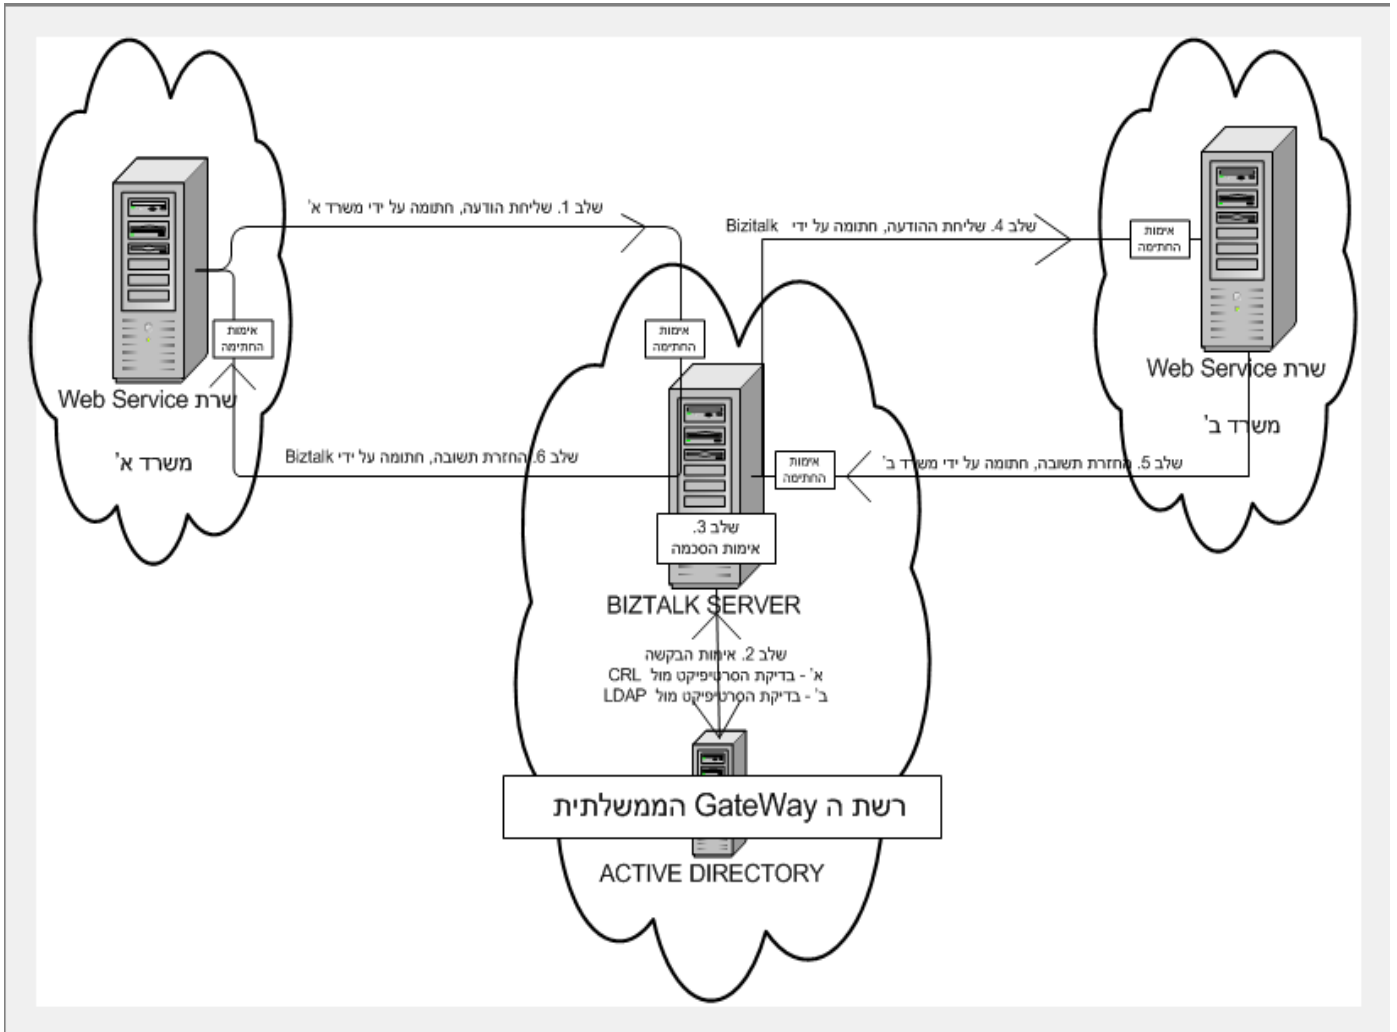 שלב 1. שליחת הודעה, חתומה על ידי משרד א'
שלב 4. שליחת ההודעה, חתומה על ידי Bizitalk
אימות
החתימה
אימות
החתימה
אימות
החתימה
שרת Web Service
משרד א'
שרת Web Service
משרד ב'
שלב 6. החזרת תשובה, חתומה על ידי Biztalk
אימות
החתימה
שלב 5. החזרת תשובה, חתומה על ידי משרד ב'
שלב 3.
אימות הסכמה
BIZTALK SERVER
שלב 2. אימות הבקשה
א' - בדיקת הסרטיפיקט מול CRL
ב' - בדיקת הסרטיפיקט מול LDAP
רשת ה GateWay הממשלתית
ACTIVE DIRECTORY